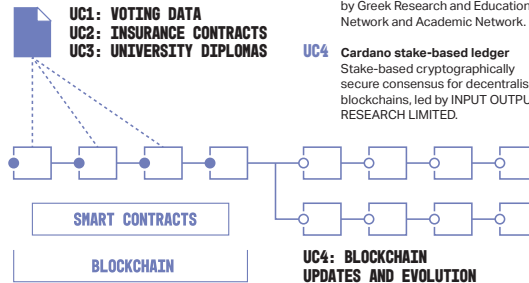 UC1: VOTING DATA
UC2: INSURANCE CONTRACTS
UC3: UNIVERSITY DIPLOMAS
by Greek Research and Education
Network and Academic Network.
UC4 Cardano stake-based ledger
Stake-based cryptographically
secure consensus for decentralis
blockchains, led by INPUT OUTPU
RESEARCH LIMITED.
SMART CONTRACTS
BLOCKCHAIN
UC4: BLOCKCHAIN
UPDATES AND EVOLUTION